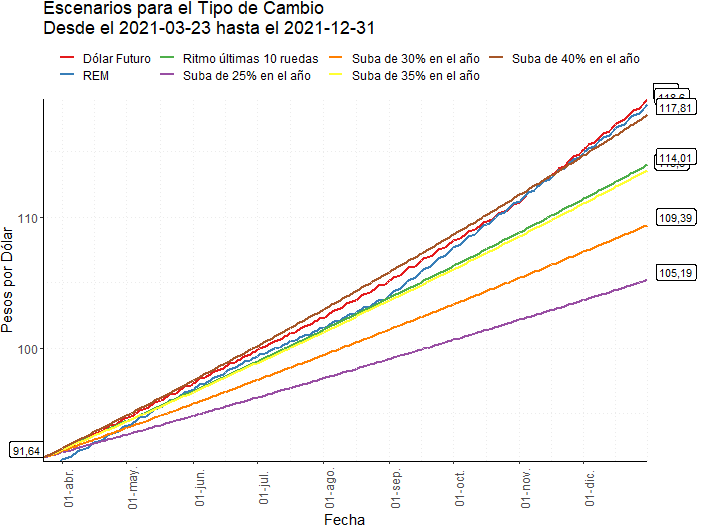 Escenarios para el Tipo de Cambio
Desde el 2021-03-23 hasta el 2021-12-31
Dólar Futuro
Ritmo últimas 10 ruedas
Suba de 30% en el año
Suba de 40% en el año
REM
Suba de 25% en el año
Suba de 35% en el año
117,81
114,01
109,39
105,19
91,64
110
100
Pesos por Dólar
01-abr.
01-may.
01-jun.
01-jul.
01-ago.
01-sep.
01-oct.
01-nov.
01-dic.
Fecha